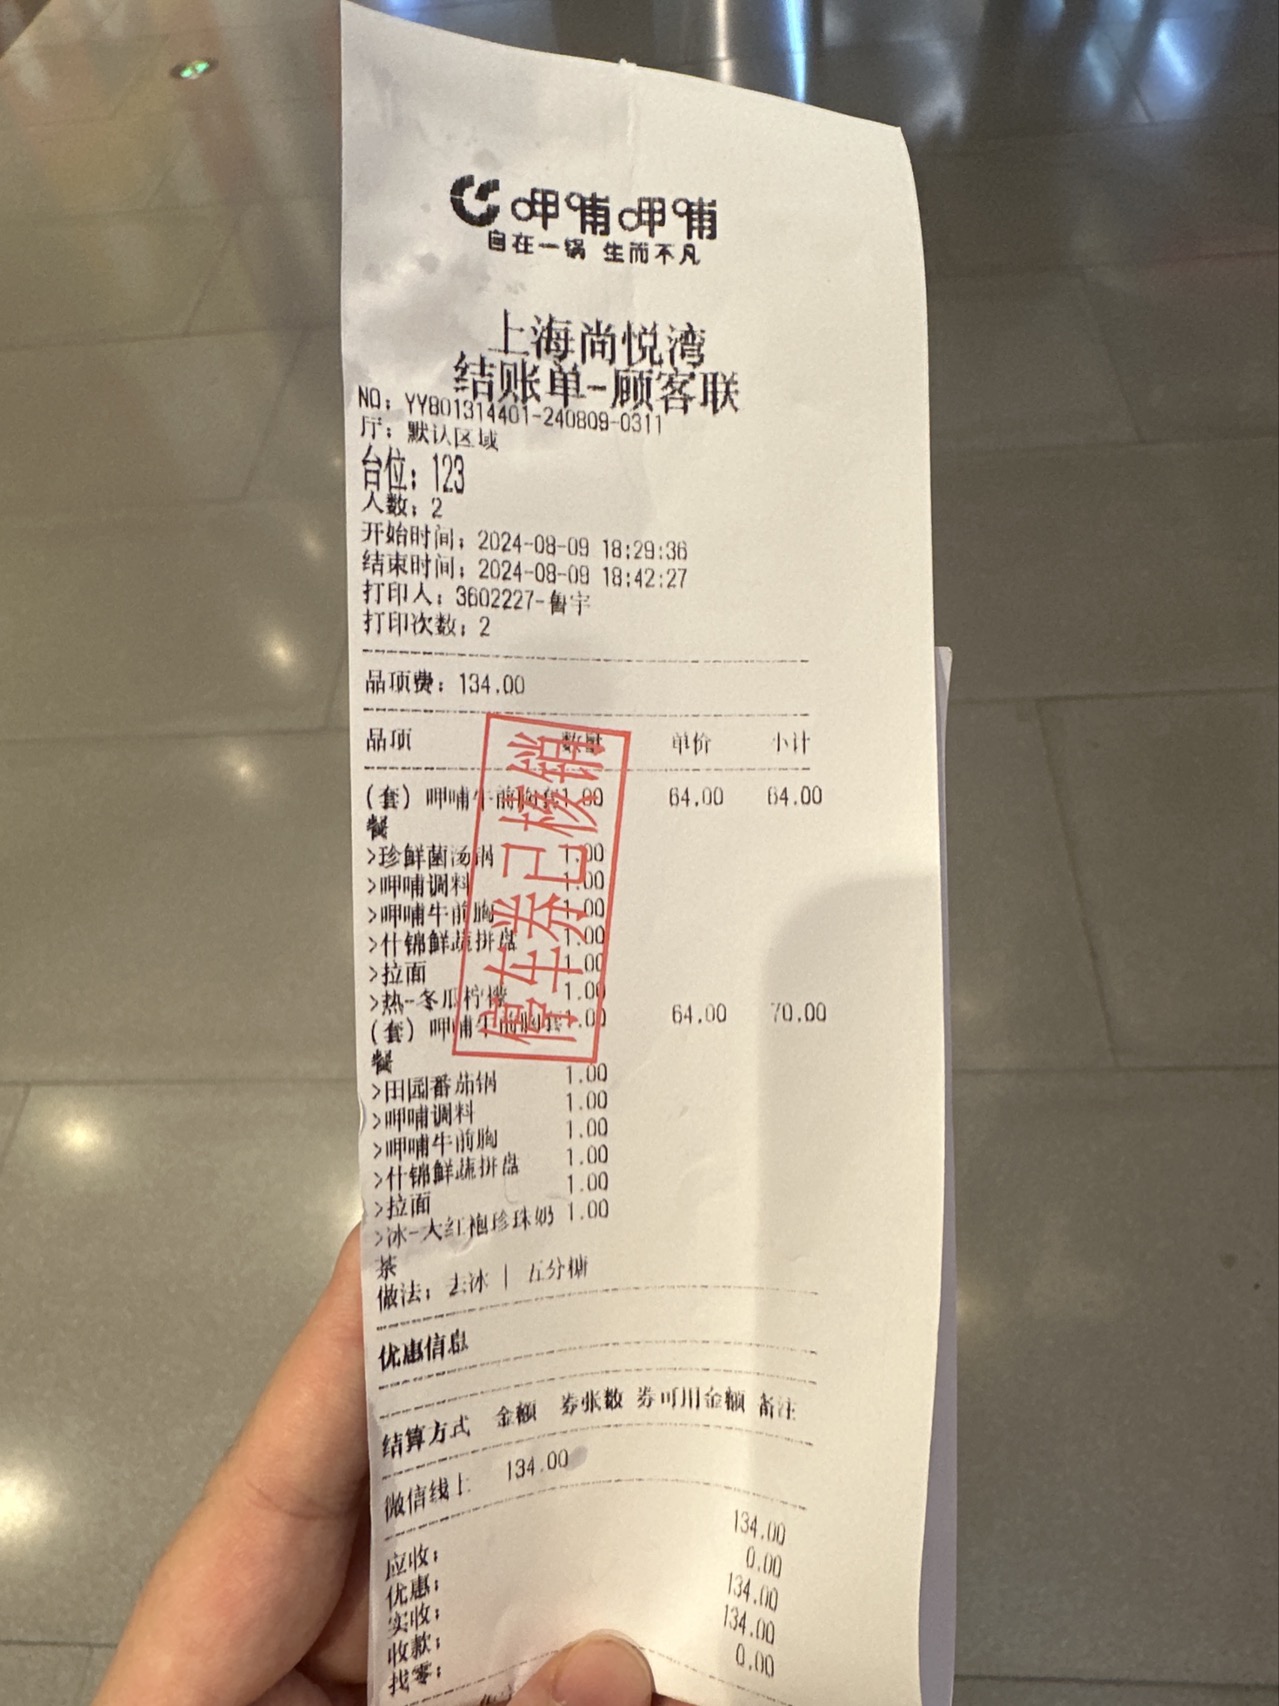 呷哺呷哺
自在一锅 生而不凡
上海尚悦湾
结账单-顾客联
NO：YY801314401-240809-0311
厅：默认区域
台位：123
人数：2
开始时间：2024-08-09 18:29:36
结束时间：2024-08-09 18:42:27
打印人：3602227-鲁宇
打印次数：2
品项费：134.00
品项 数量 单价 小计
(套) 呷哺牛前胸套 1.00 64.00 64.00
餐
>珍鲜菌汤锅 1.00
>呷哺调料 1.00
>呷哺牛前胸 1.00
>什锦鲜蔬拼盘 1.00
>拉面 1.00
>热-冬瓜柠檬 1.00
(套) 呷哺牛前胸套 1.00 64.00 70.00
餐
>田园番茄锅 1.00
>呷哺调料 1.00
>呷哺牛前胸 1.00
>什锦鲜蔬拼盘 1.00
>拉面 1.00
>冰-大红袍珍珠奶 1.00
茶
做法：去冰 | 五分糖
停车券已核销
优惠信息
结算方式 金额 券张数 券可用金额 备注
微信线上 134.00
应收： 134.00
优惠： 0.00
实收： 134.00
收款： 134.00
找零： 0.00